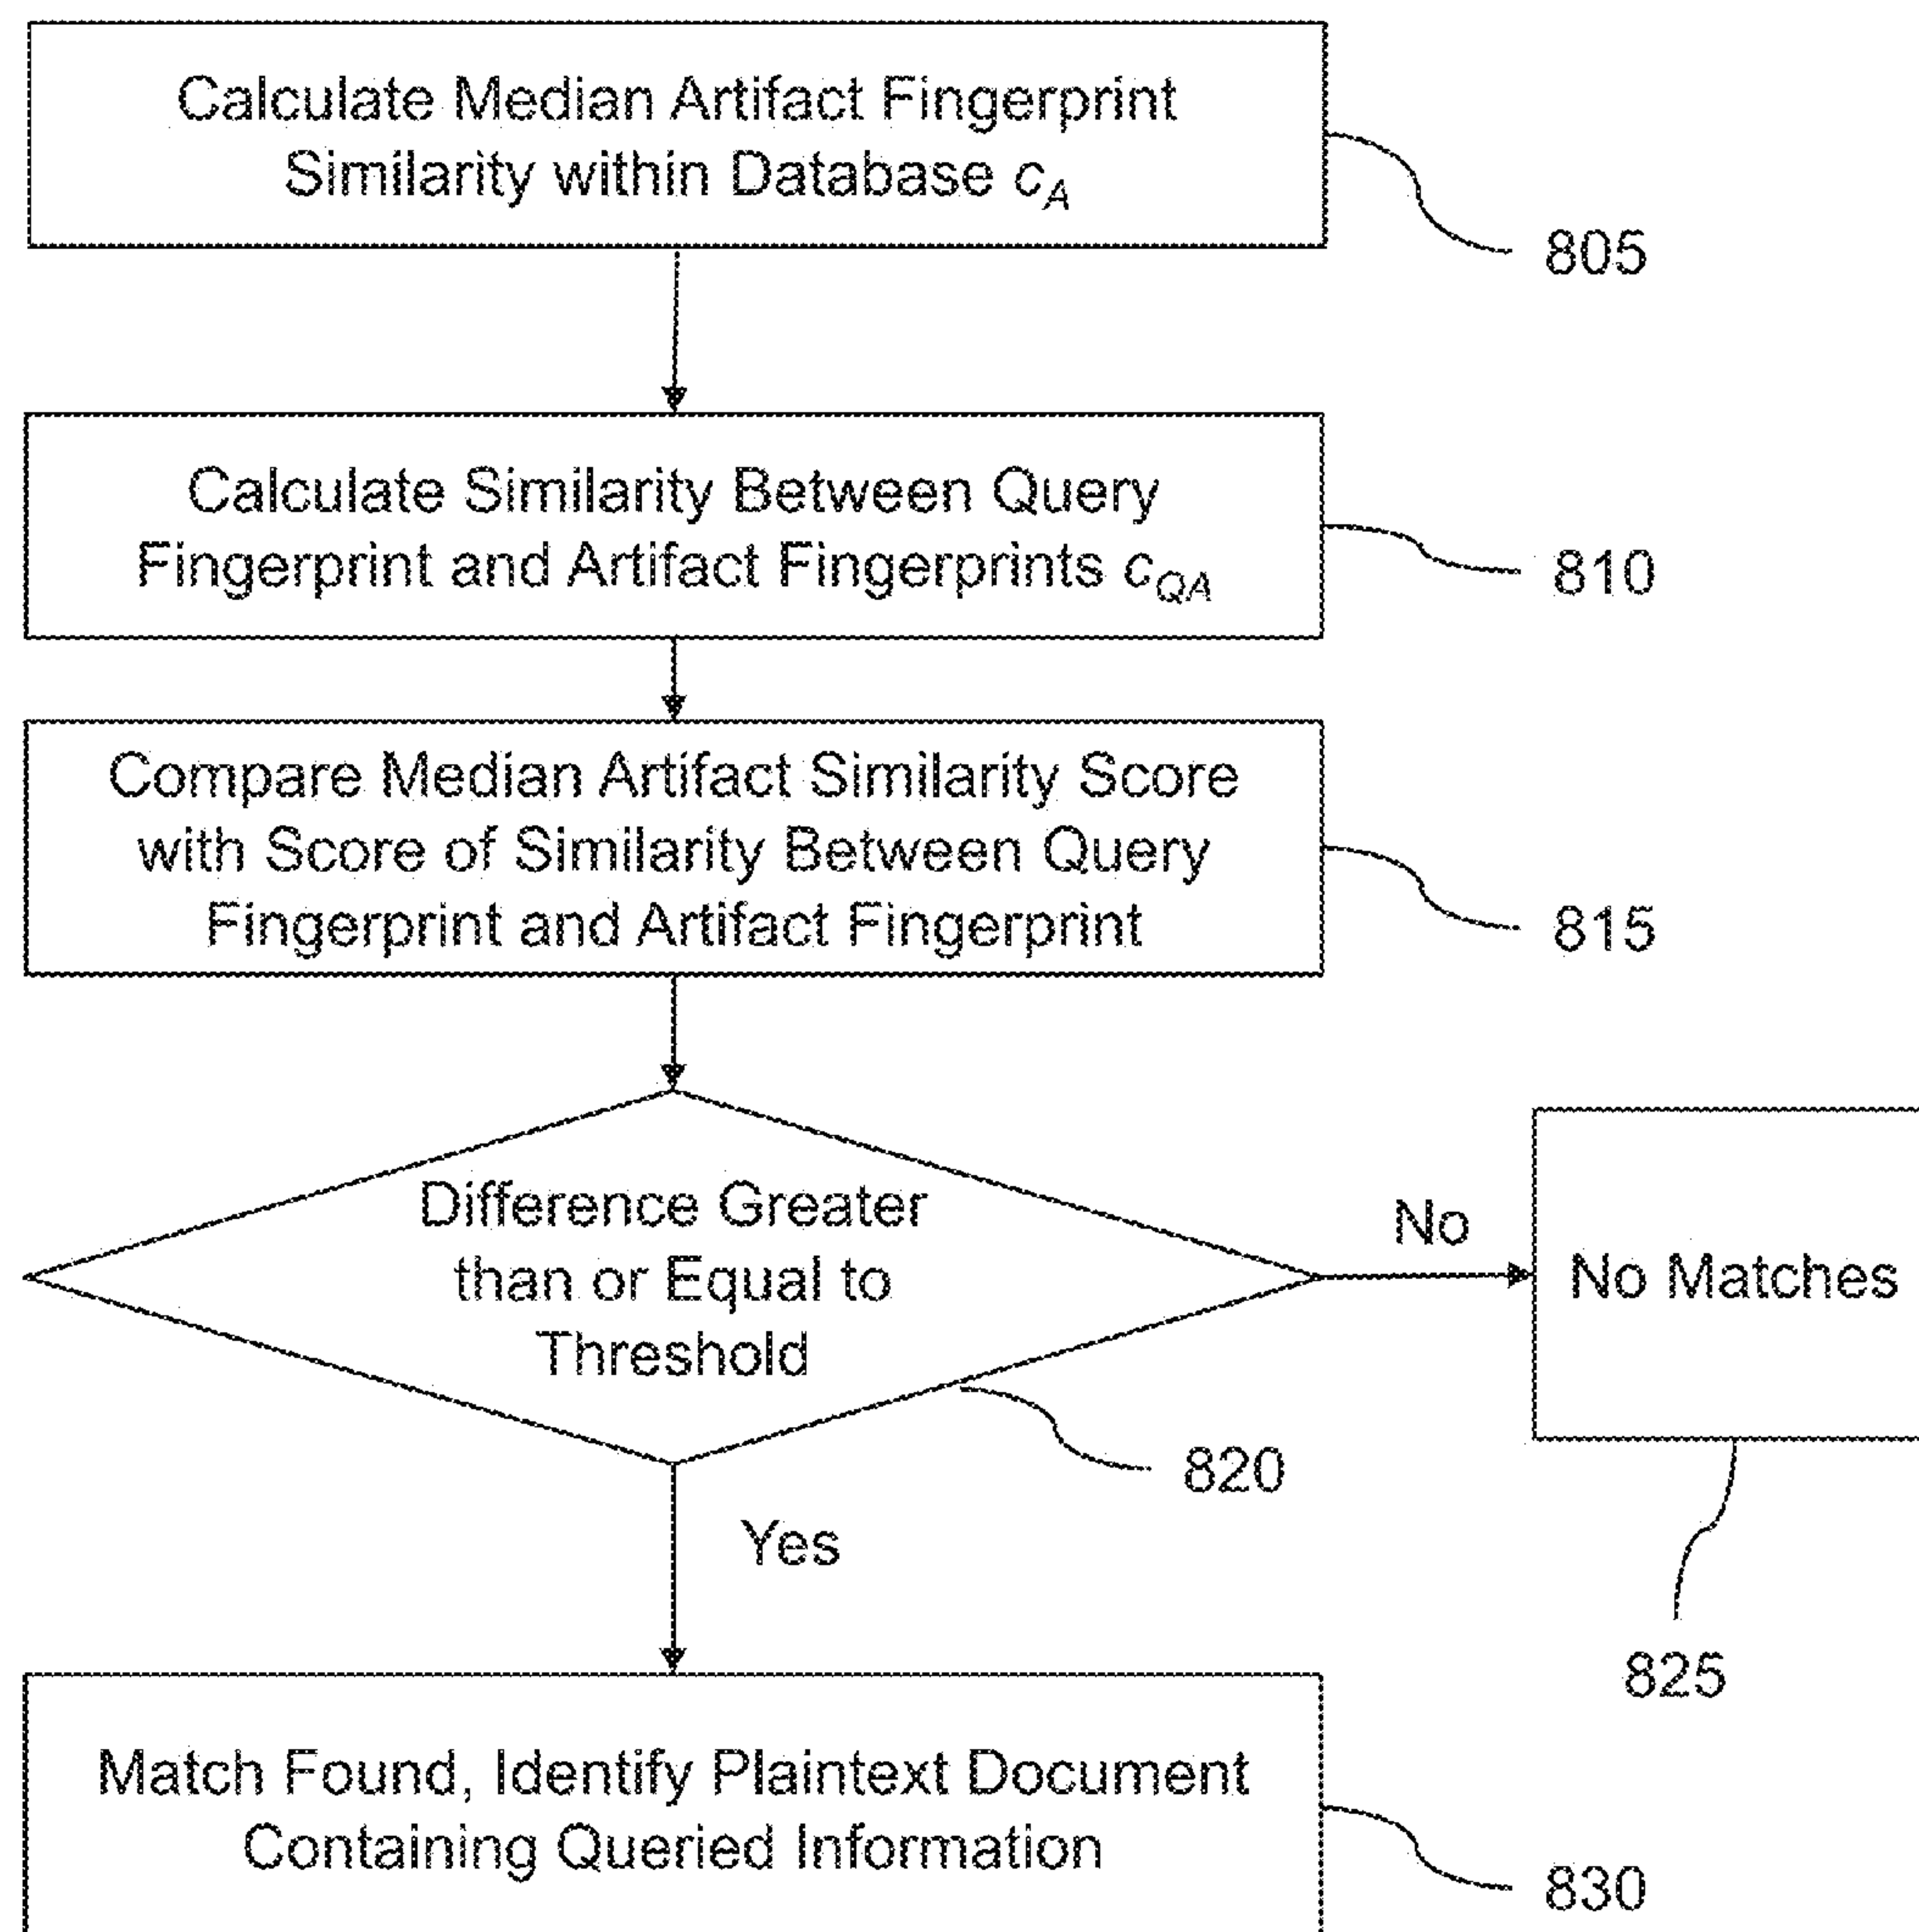 Calculate Median Artifact Fingerprint
Similarity within Database c_A
805
Calculate Similarity Between Query
Fingerprint and Artifact Fingerprints c_QA
810
Compare Median Artifact Similarity Score
with Score of Similarity Between Query
Fingerprint and Artifact Fingerprint
815
Difference Greater
than or Equal to
Threshold
820
No
No Matches
825
Yes
Match Found, Identify Plaintext Document
Containing Queried Information
830